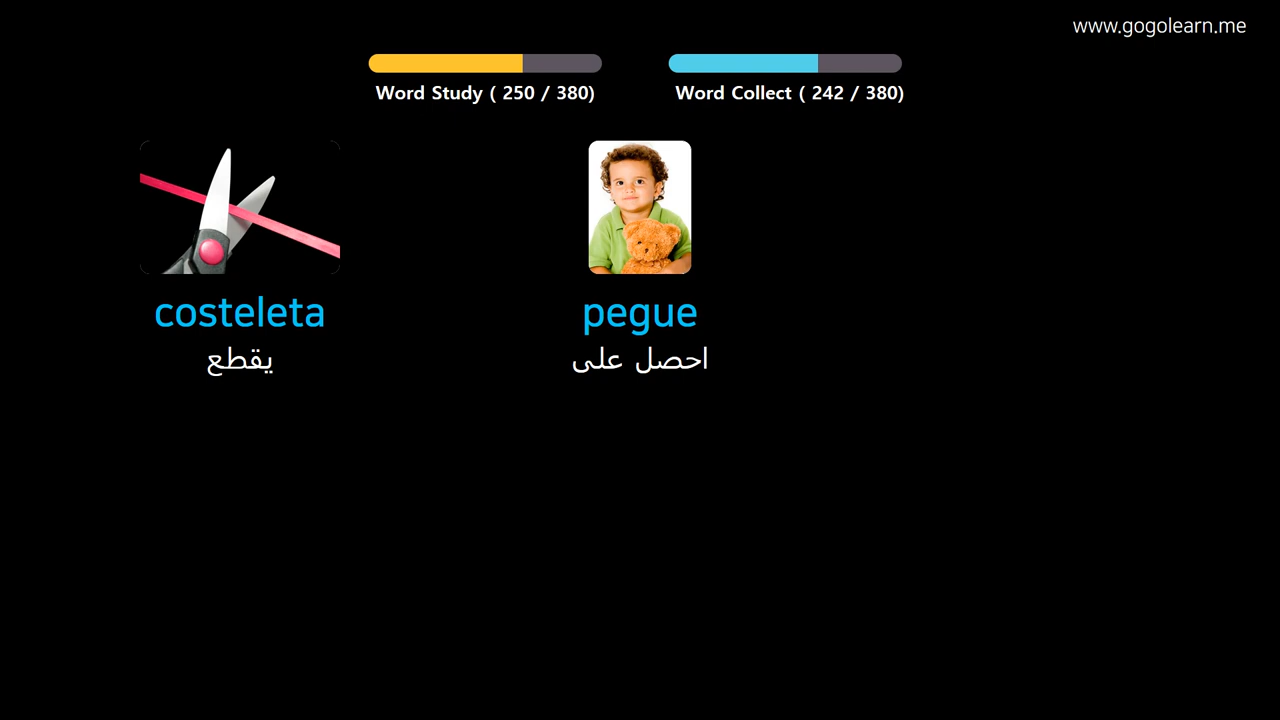 www.gogolearn.me
Word Study ( 250 / 380)
Word Collect ( 242 / 380)
costeleta
يقطع
pegue
احصل على